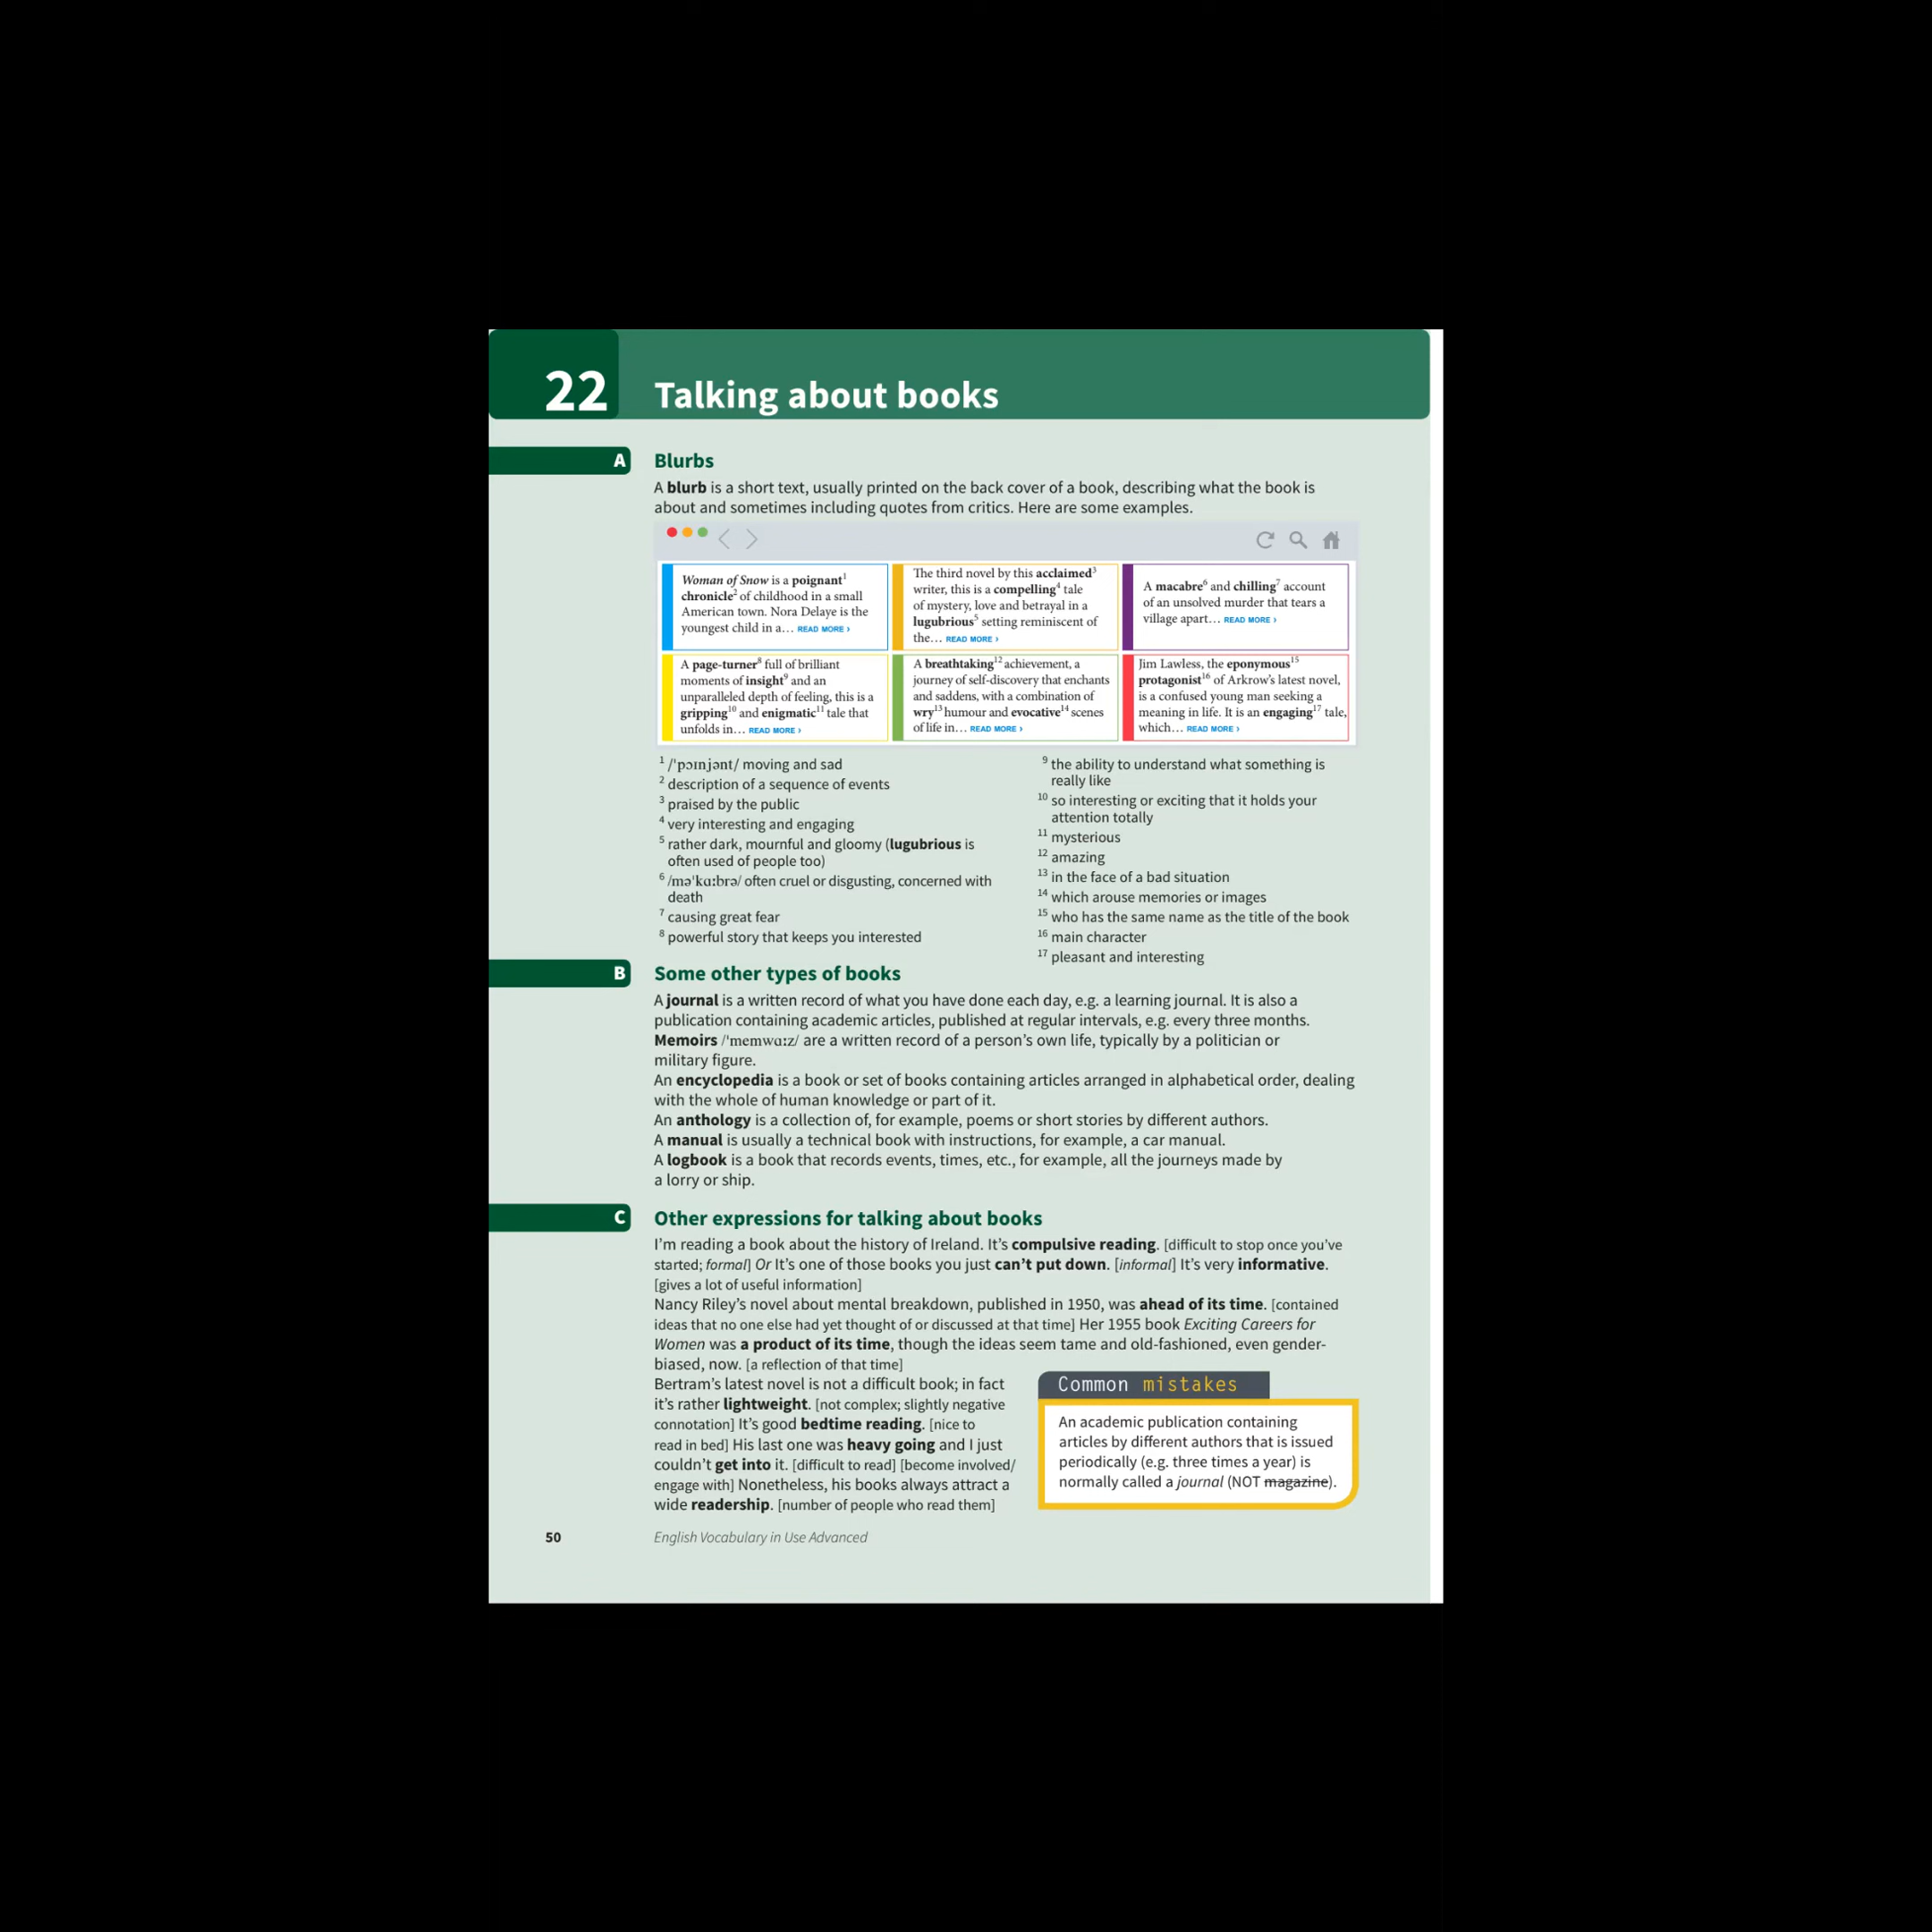 22
Talking about books
A
Blurbs
A blurb is a short text, usually printed on the back cover of a book, describing what the book is
about and sometimes including quotes from critics. Here are some examples.
Woman of Snow is a poignant1
chronicle2 of childhood in a small
American town. Nora Delaye is the
youngest child in a… READ MORE ›
The third novel by this acclaimed3
writer, this is a compelling4 tale
of mystery, love and betrayal in a
lugubrious5 setting reminiscent of
the… READ MORE ›
A macabre6 and chilling7 account
of an unsolved murder that tears a
village apart… READ MORE ›
A page-turner8 full of brilliant
moments of insight9 and an
unparalleled depth of feeling, this is a
gripping10 and enigmatic11 tale that
unfolds in… READ MORE ›
A breathtaking12 achievement, a
journey of self-discovery that enchants
and saddens, with a combination of
wry13 humour and evocative14 scenes
of life in… READ MORE ›
Jim Lawless, the eponymous15
protagonist16 of Arkrow's latest novel,
is a confused young man seeking a
meaning in life. It is an engaging17 tale,
which… READ MORE ›
1 /ˈpɔɪnjənt/ moving and sad
2 description of a sequence of events
3 praised by the public
4 very interesting and engaging
5 rather dark, mournful and gloomy (lugubrious is
often used of people too)
6 /məˈkɑːbrə/ often cruel or disgusting, concerned with
death
7 causing great fear
8 powerful story that keeps you interested
9 the ability to understand what something is
really like
10 so interesting or exciting that it holds your
attention totally
11 mysterious
12 amazing
13 in the face of a bad situation
14 which arouse memories or images
15 who has the same name as the title of the book
16 main character
17 pleasant and interesting
B
Some other types of books
A journal is a written record of what you have done each day, e.g. a learning journal. It is also a
publication containing academic articles, published at regular intervals, e.g. every three months.
Memoirs /ˈmemwɑːz/ are a written record of a person's own life, typically by a politician or
military figure.
An encyclopedia is a book or set of books containing articles arranged in alphabetical order, dealing
with the whole of human knowledge or part of it.
An anthology is a collection of, for example, poems or short stories by different authors.
A manual is usually a technical book with instructions, for example, a car manual.
A logbook is a book that records events, times, etc., for example, all the journeys made by
a lorry or ship.
C
Other expressions for talking about books
I'm reading a book about the history of Ireland. It's compulsive reading. [difficult to stop once you've
started; formal] Or It's one of those books you just can't put down. [informal] It's very informative.
[gives a lot of useful information]
Nancy Riley's novel about mental breakdown, published in 1950, was ahead of its time. [contained
ideas that no one else had yet thought of or discussed at that time] Her 1955 book Exciting Careers for
Women was a product of its time, though the ideas seem tame and old-fashioned, even gender-
biased, now. [a reflection of that time]
Bertram's latest novel is not a difficult book; in fact
it's rather lightweight. [not complex; slightly negative
connotation] It's good bedtime reading. [nice to
read in bed] His last one was heavy going and I just
couldn't get into it. [difficult to read] [become involved/
engage with] Nonetheless, his books always attract a
wide readership. [number of people who read them]
Common mistakes
An academic publication containing
articles by different authors that is issued
periodically (e.g. three times a year) is
normally called a journal (NOT magazine).
50
English Vocabulary in Use Advanced